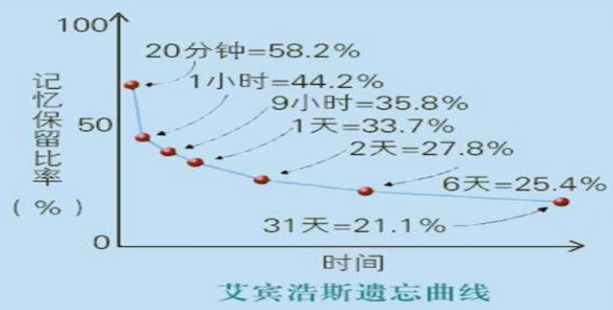 100
20分钟=58.2%
1小时=44.2%
9小时=35.8%
1天=33.7%
2天=27.8%
6天=25.4%
31天=21.1%
50
0
记忆保留比率
(%)
时间
艾宾浩斯遗忘曲线